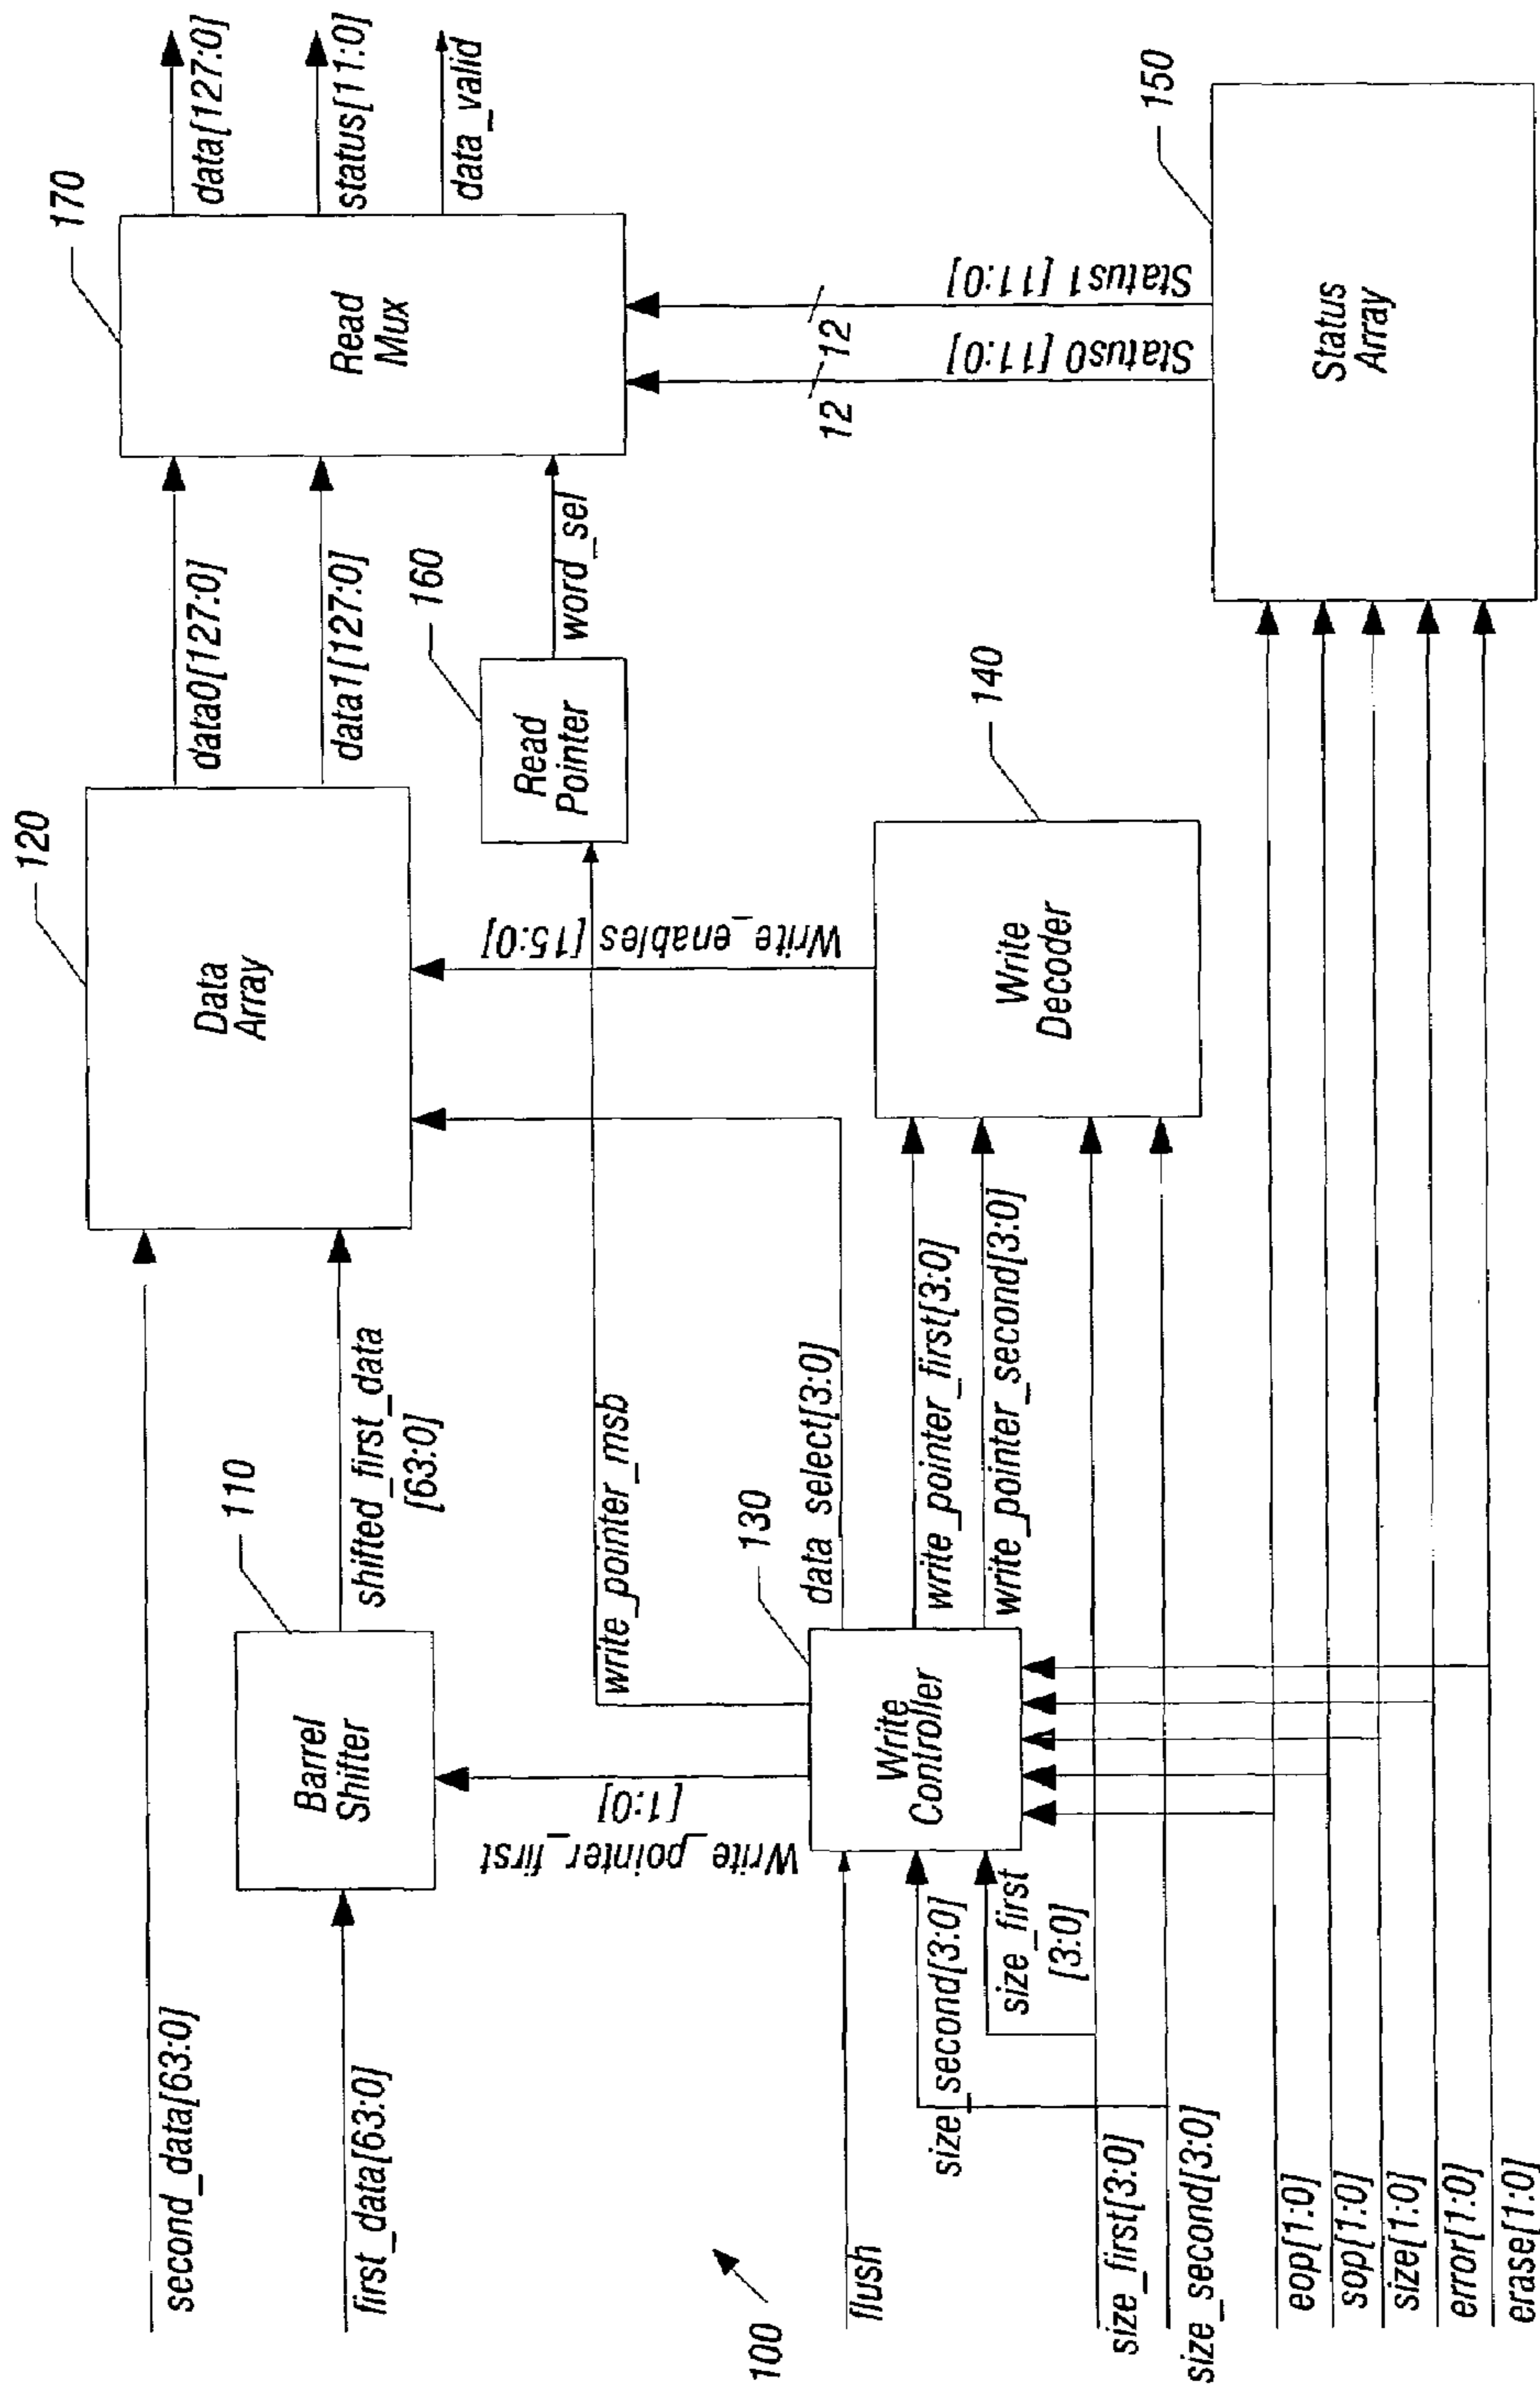 second_data[63:0]
first_data[63:0]
110
Barrel
Shifter
shifted_first_data
[63:0]
120
Data
Array
data0[127:0]
data1[127:0]
170
Read
Mux
data[127:0]
status[11:0]
data_valid
160
Read
Pointer
word_sel
write_pointer_msb
Write_pointer_first
[1:0]
100
flush
130
Write
Controller
data_select[3:0]
write_pointer_first[3:0]
write_pointer_second[3:0]
size_second[3:0]
size_first
[3:0]
size_first[3:0]
size_second[3:0]
Write_enables [15:0]
140
Write
Decoder
12
12
Status0 [11:0]
Status1 [11:0]
150
Status
Array
eop[1:0]
sop[1:0]
size[1:0]
error[1:0]
erase[1:0]